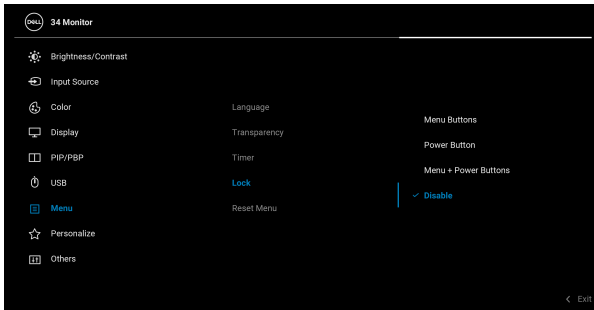 DELL
34 Monitor
Brightness/Contrast
Input Source
Color
Display
PIP/PBP
USB
Menu
Personalize
Others
Language
Transparency
Timer
Lock
Reset Menu
Menu Buttons
Power Button
Menu + Power Buttons
Disable
Exit